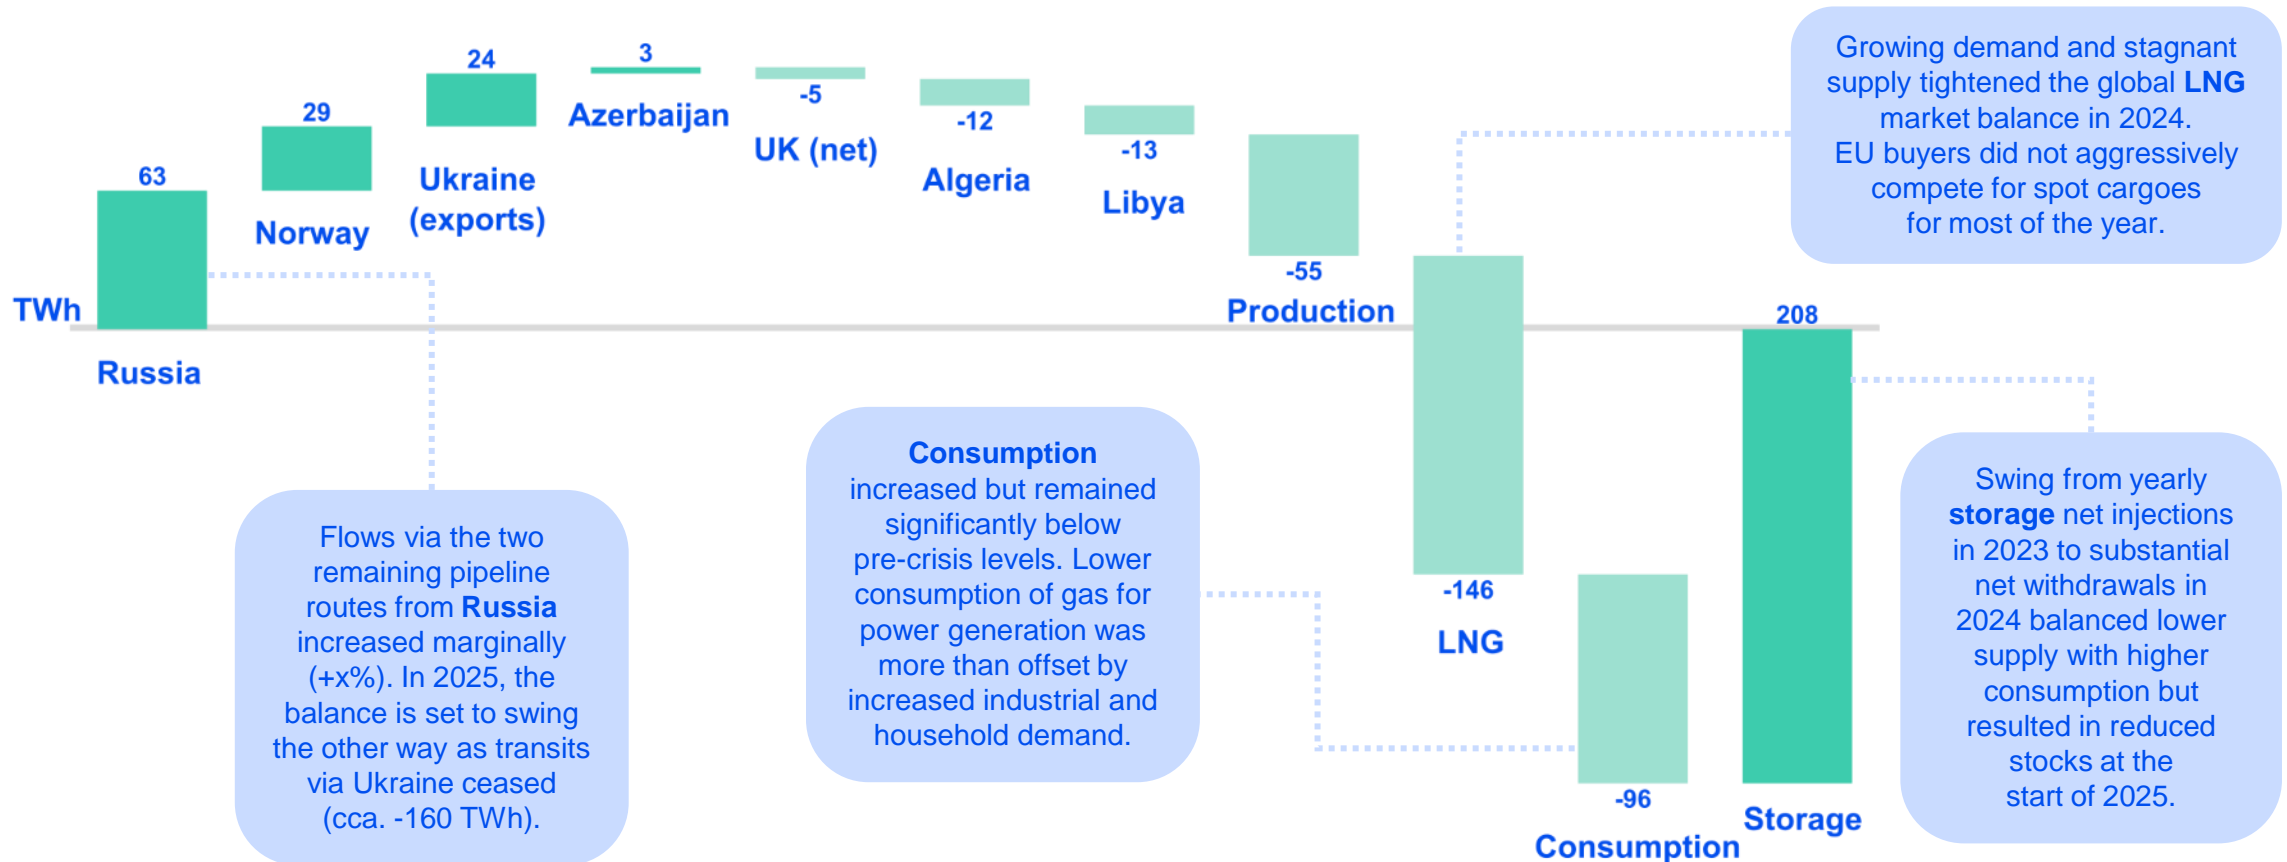 63
29
24
3
-5
-12
-13
-55
-146
-96
208
TWh
Russia
Norway
Ukraine
(exports)
Azerbaijan
UK (net)
Algeria
Libya
Production
LNG
Consumption
Storage
Growing demand and stagnant
supply tightened the global LNG
market balance in 2024.
EU buyers did not aggressively
compete for spot cargoes
for most of the year.
Flows via the two
remaining pipeline
routes from Russia
increased marginally
(+x%). In 2025, the
balance is set to swing
the other way as transits
via Ukraine ceased
(cca. -160 TWh).
Consumption
increased but remained
significantly below
pre-crisis levels. Lower
consumption of gas for
power generation was
more than offset by
increased industrial and
household demand.
Swing from yearly
storage net injections
in 2023 to substantial
net withdrawals in
2024 balanced lower
supply with higher
consumption but
resulted in reduced
stocks at the
start of 2025.